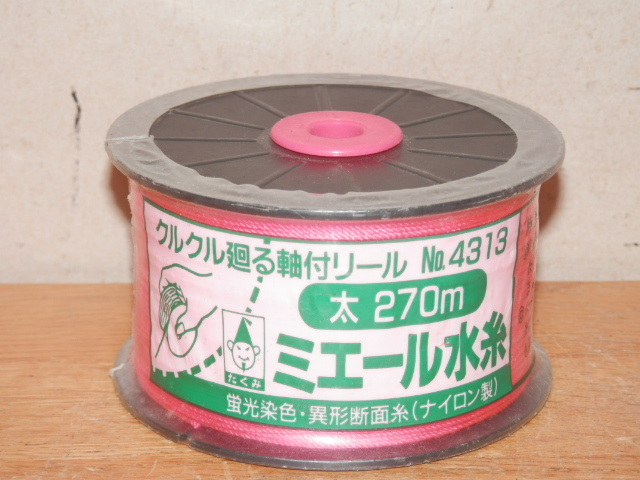 クルクル廻る軸付リール No.4313
太 270m
ミエール水糸
たくみ
蛍光染色・異形断面糸(ナイロン製)